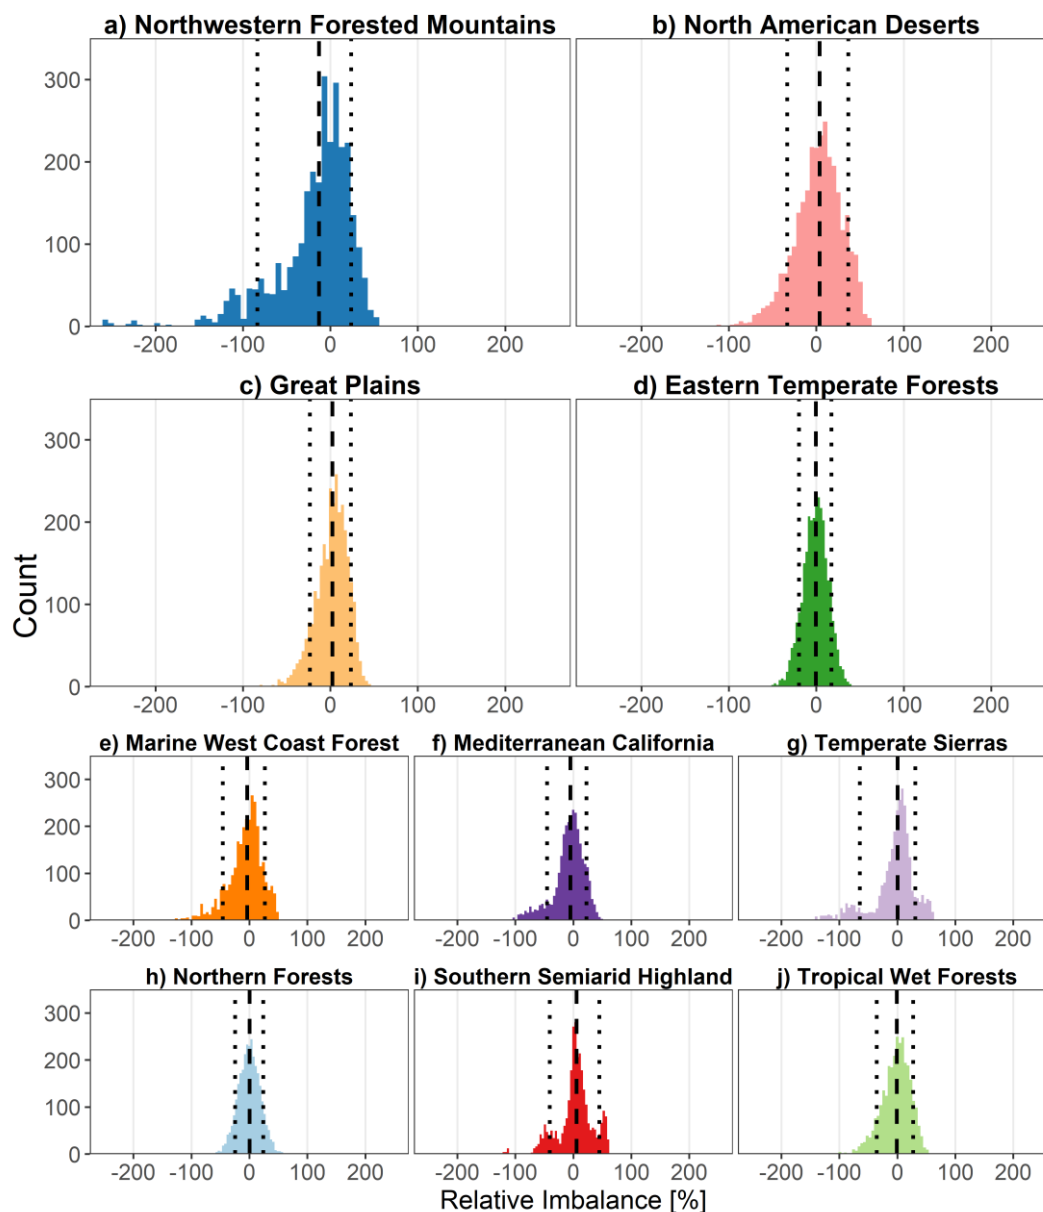 a) Northwestern Forested Mountains b) North American Deserts
300
200
100
0
-200 -100 0 100 200 -200 -100 0 100 200
c) Great Plains d) Eastern Temperate Forests
300
200
100
0
-200 -100 0 100 200 -200 -100 0 100 200
Count
e) Marine West Coast Forest f) Mediterranean California g) Temperate Sierras
300
200
100
0
-200 -100 0 100 200 -200 -100 0 100 200 -200 -100 0 100 200
h) Northern Forests i) Southern Semiarid Highland j) Tropical Wet Forests
300
200
100
0
-200 -100 0 100 200 -200 -100 0 100 200 -200 -100 0 100 200
Relative Imbalance [%]